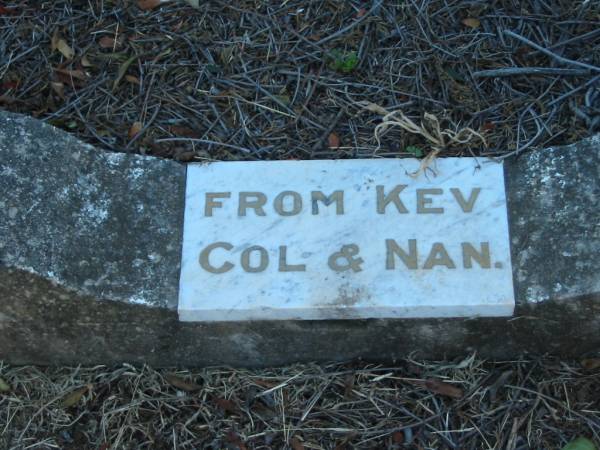 FROM KEV
COL & NAN.